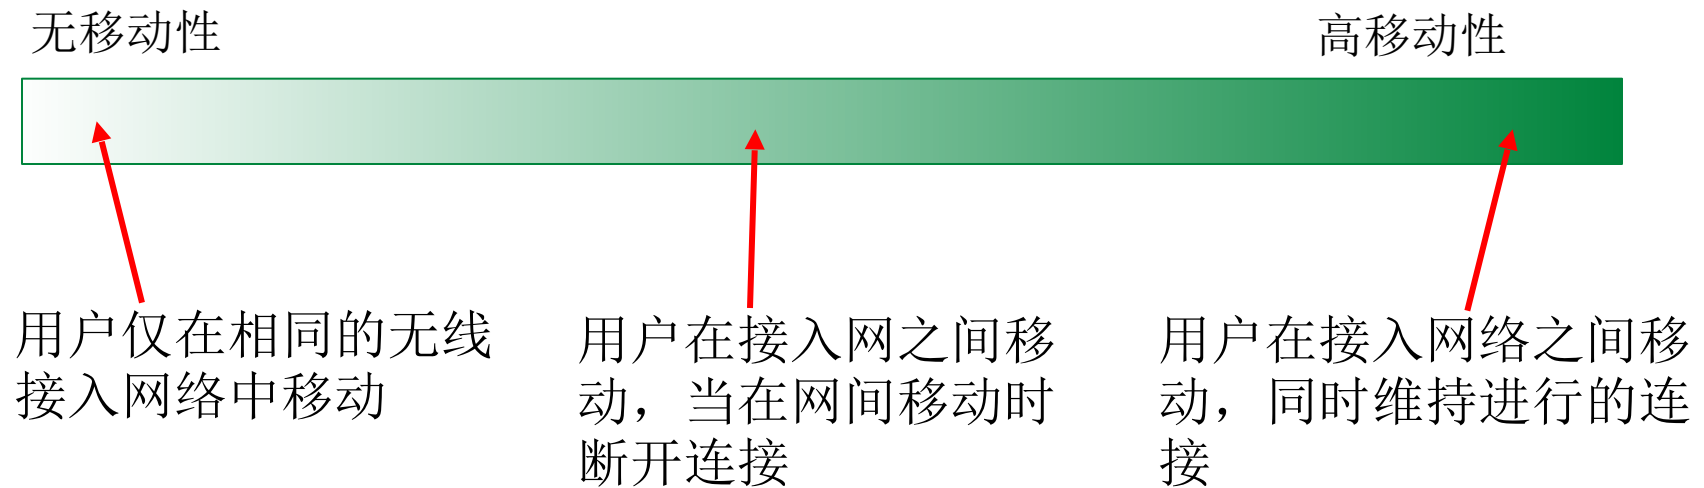 无移动性
高移动性
用户仅在相同的无线
接入网络中移动
用户在接入网之间移
动，当在网间移动时
断开连接
用户在接入网络之间移
动，同时维持进行的连
接